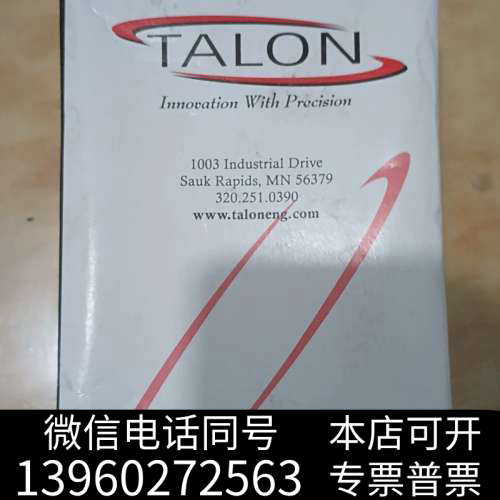 TALON
Innovation With Precision
1003 Industrial Drive
Sauk Rapids, MN 56379
320.251.0390
www.taloneng.com
微信电话同号 本店可开
13960272563 专票普票